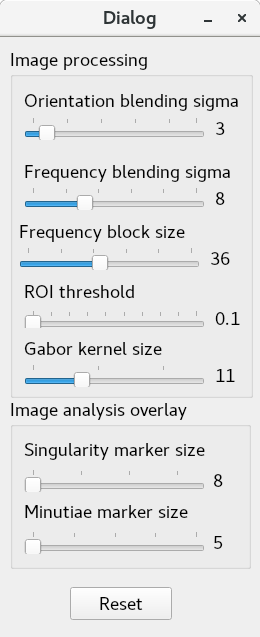 Dialog
Image processing
Orientation blending sigma
3
Frequency blending sigma
8
Frequency block size
36
ROI threshold
0.1
Gabor kernel size
11
Image analysis overlay
Singularity marker size
8
Minutiae marker size
5
Reset